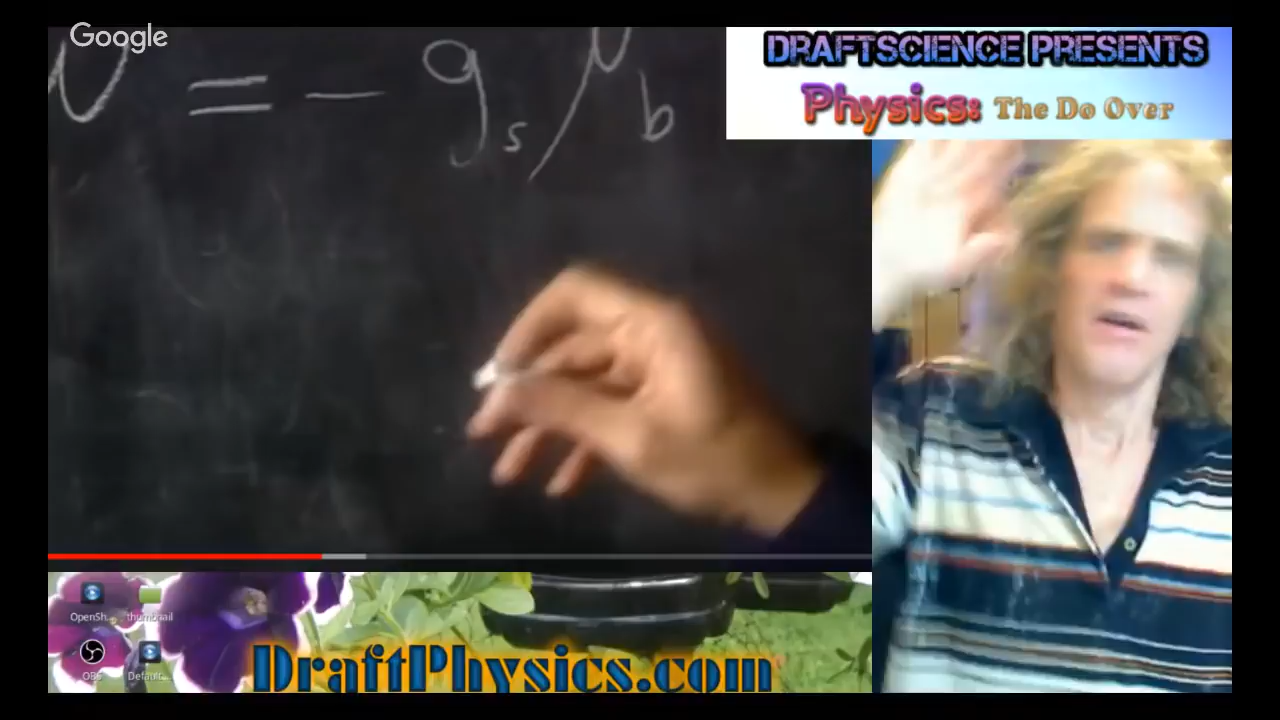 Google
DRAFTSCIENCE PRESENTS
Physics: The Do Over
μ = - g_s μ_b
OpenSh... thumbnail
OBS Default...
DraftPhysics.com